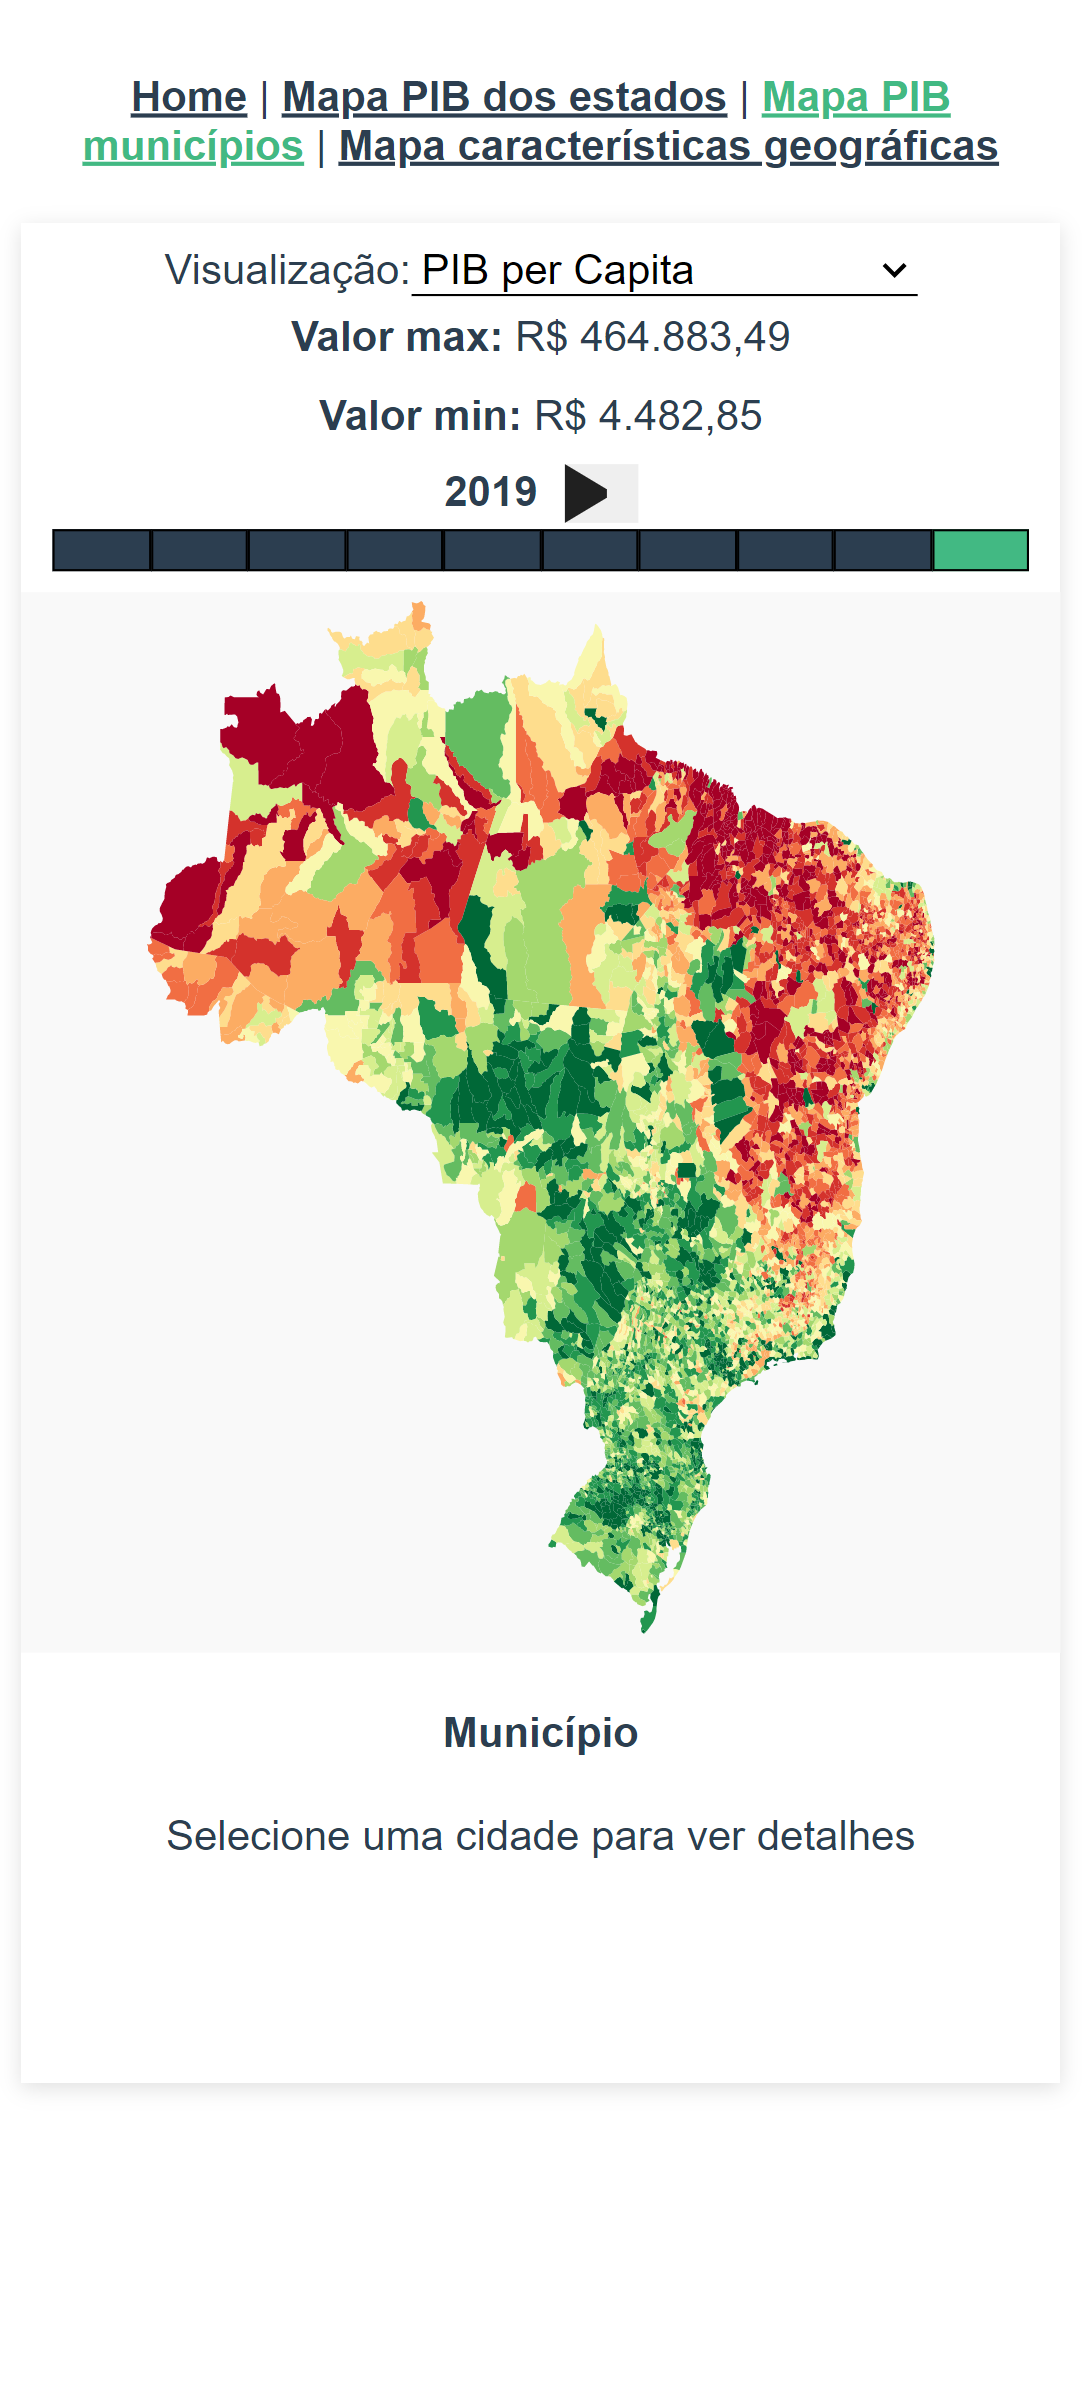 Home | Mapa PIB dos estados | Mapa PIB
municípios | Mapa características geográficas
Visualização: PIB per Capita
Valor max: R$ 464.883,49
Valor min: R$ 4.482,85
2019
Município
Selecione uma cidade para ver detalhes